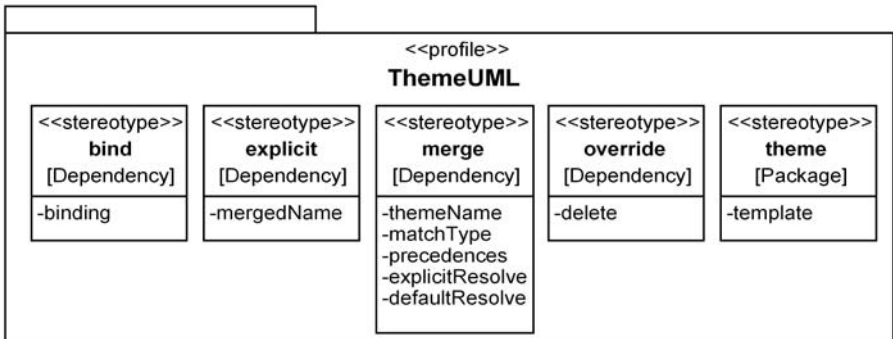 <<profile>>
ThemeUML
<<stereotype>>
bind
[Dependency]
-binding
<<stereotype>>
explicit
[Dependency]
-mergedName
<<stereotype>>
merge
[Dependency]
-themeName
-matchType
-precedences
-explicitResolve
-defaultResolve
<<stereotype>>
override
[Dependency]
-delete
<<stereotype>>
theme
[Package]
-template